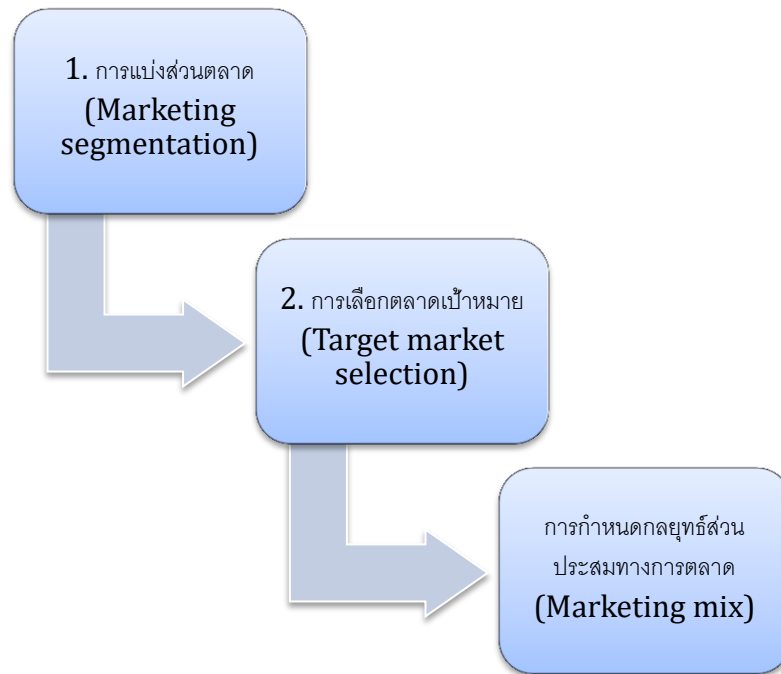 1. การแบ่งส่วนตลาด
(Marketing
segmentation)
2. การเลือกตลาดเป้าหมาย
(Target market
selection)
การกำหนดกลยุทธ์ส่วน
ประสมทางการตลาด
(Marketing mix)